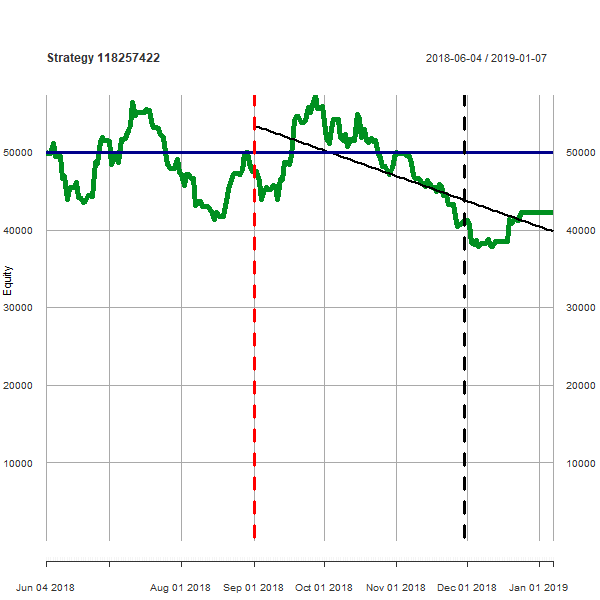 Strategy 118257422
2018-06-04 / 2019-01-07
50000 50000
40000 40000
Equity
30000 30000
20000 20000
10000 10000
Jun 04 2018 Aug 01 2018 Sep 01 2018 Oct 01 2018 Nov 01 2018 Dec 01 2018 Jan 01 2019